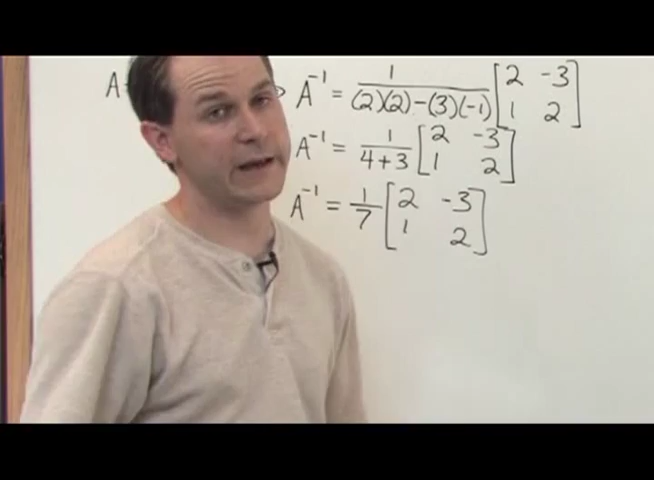 A A⁻¹ = 1/((2)(2)-(3)(-1)) [2 -3; 1 2]
A⁻¹ = 1/(4+3) [2 -3; 1 2]
A⁻¹ = 1/7 [2 -3; 1 2]